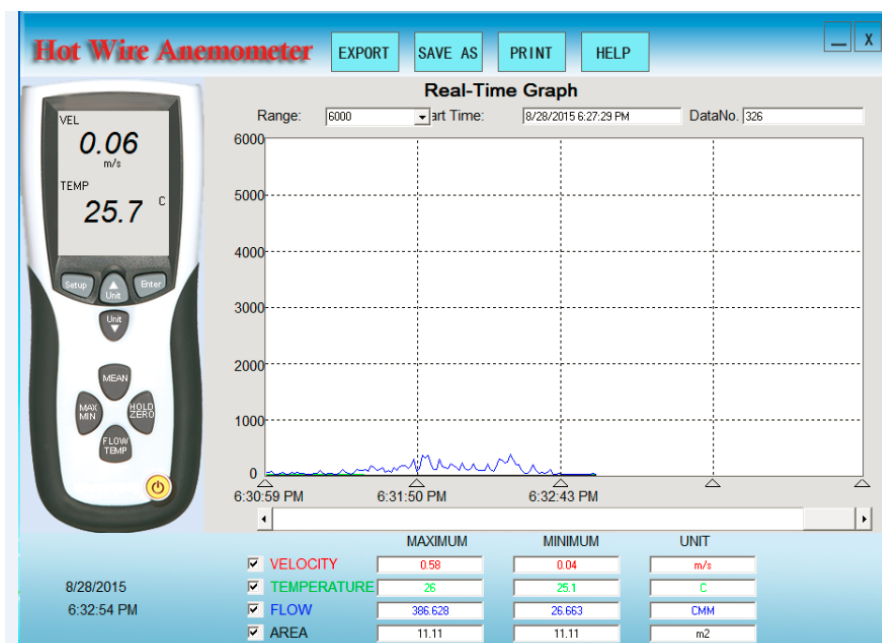 Hot Wire Anemometer EXPORT SAVE AS PRINT HELP X
Real-Time Graph
Range: 6000 art Time: 8/28/2015 6:27:29 PM DataNo. 326
VEL
0.06
m/s
TEMP
25.7 C
Setup Unit Enter
Unit
MEAN
MAX MIN
HOLD ZERO
FLOW TEMP
6000
5000
4000
3000
2000
1000
0
6:30:59 PM 6:31:50 PM 6:32:43 PM
MAXIMUM MINIMUM UNIT
VELOCITY 0.58 0.04 m/s
TEMPERATURE 26 25.1 C
FLOW 386.628 26.663 CMM
AREA 11.11 11.11 m2
8/28/2015
6:32:54 PM